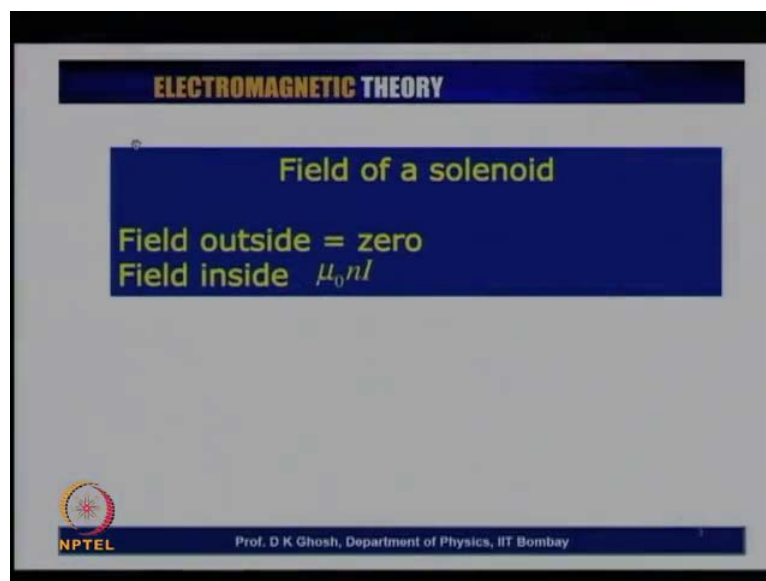 ELECTROMAGNETIC THEORY
Field of a solenoid
Field outside = zero
Field inside μ₀nI
NPTEL
Prof. D K Ghosh, Department of Physics, IIT Bombay